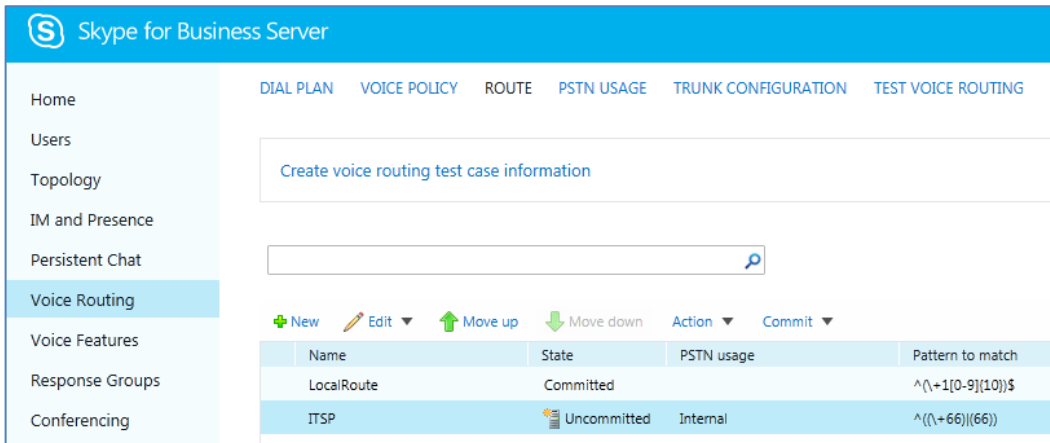 Skype for Business Server
Home
Users
Topology
IM and Presence
Persistent Chat
Voice Routing
Voice Features
Response Groups
Conferencing
DIAL PLAN VOICE POLICY ROUTE PSTN USAGE TRUNK CONFIGURATION TEST VOICE ROUTING
Create voice routing test case information
New Edit Move up Move down Action Commit
Name State PSTN usage Pattern to match
LocalRoute Committed ^(\+1[0-9]{10})$
ITSP Uncommitted Internal ^((\+66)|(66))